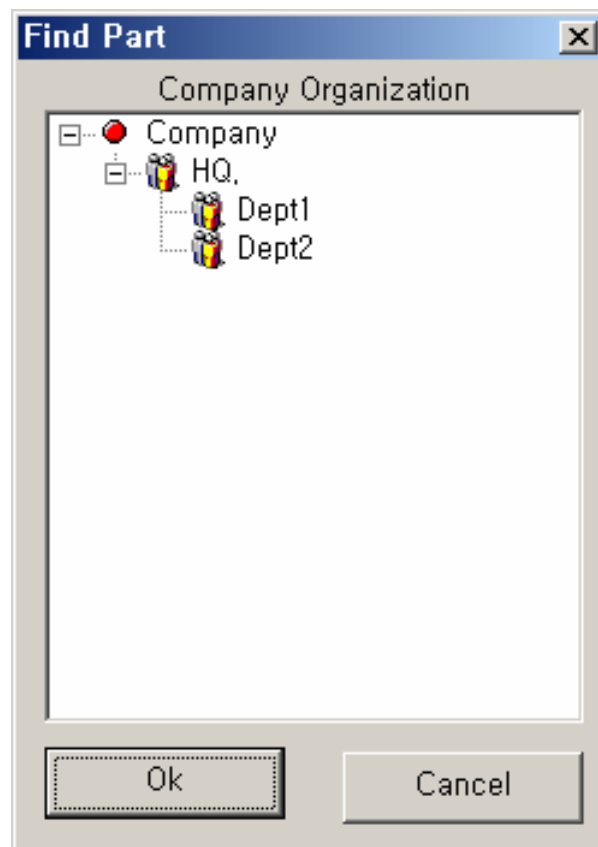 Find Part
Company Organization
Company
HQ,
Dept1
Dept2
Ok
Cancel